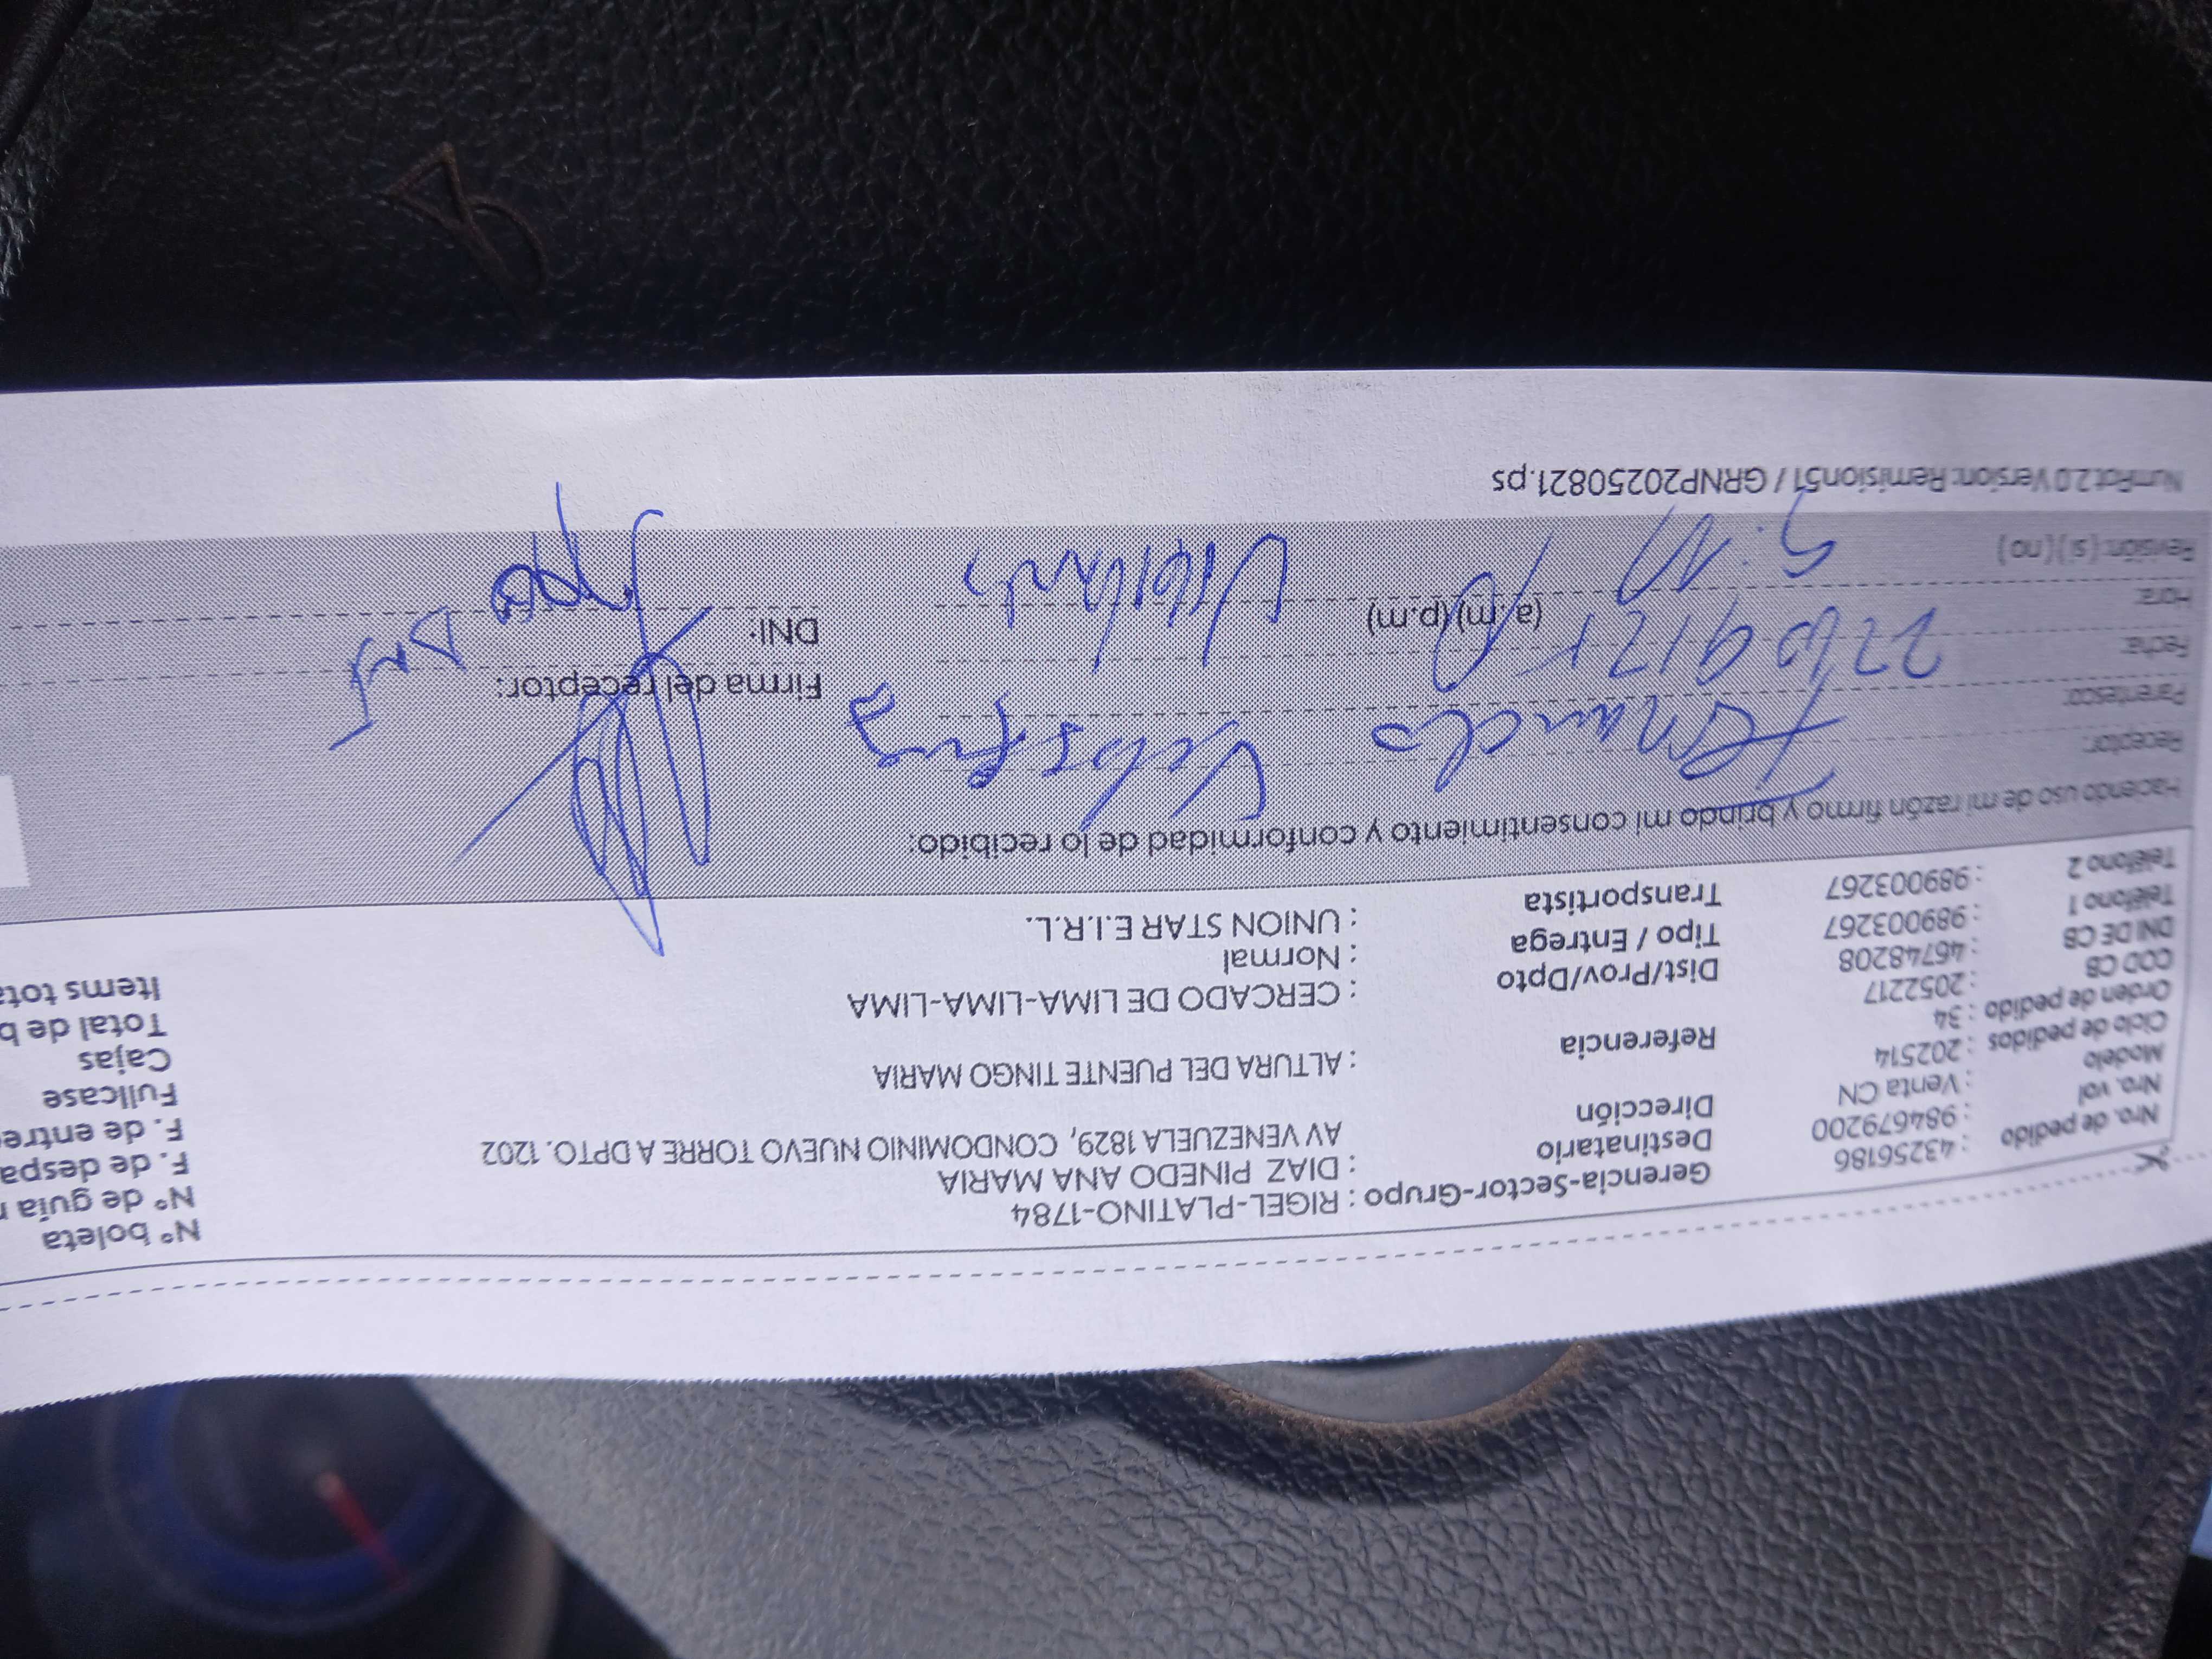 N° boleta
Gerencia-Sector-Grupo : RIGEL-PLATINO-1784
N° de guía
Nro. de pedido : 43256186
Destinatario : DIAZ PINEDO ANA MARIA
F. de despa
Nro. vol : 984679200
Dirección AV VENEZUELA 1829, CONDOMINIO NUEVO TORRE A DPTO. 1202
F. de entre
Modelo : Venta CN
Fullcase
Ciclo de pedidos : 202514
Referencia : ALTURA DEL PUENTE TINGO MARIA
Cajas
Orden de pedido : 34
Total de b
COD CB : 2052217
Dist/Prov/Dpto : CERCADO DE LIMA-LIMA-LIMA
Items tota
DNI DE CB : 46748208
Tipo / Entrega : Normal
Teléfono 1 : 989003267
Transportista : UNION STAR E.I.R.L.
Teléfono 2 : 989003267
Haciendo uso de mi razón firmo y brindo mi consentimiento y conformidad de lo recibido.
Receptor: Fernando
Parentesco:
Firma del receptor:
Fecha:
DNI:
Hora: (a.m) (p.m)
Revisión: (si) (no)
NumRot 2.0 Version: Remision51 / GRNP20250821.ps